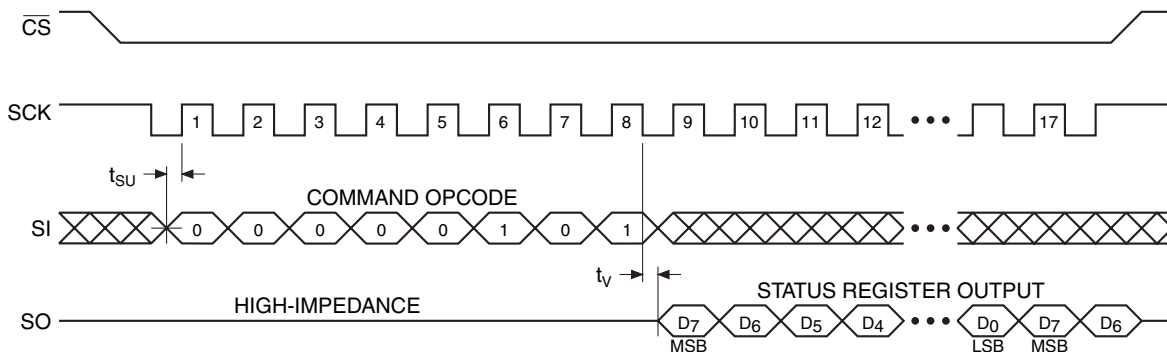 CS
SCK 1 2 3 4 5 6 7 8 9 10 11 12 ••• 17
tSU
COMMAND OPCODE
SI 0 0 0 0 0 1 0 1 •••
tV
HIGH-IMPEDANCE STATUS REGISTER OUTPUT
SO D7 D6 D5 D4 ••• D0 D7 D6
MSB LSB MSB